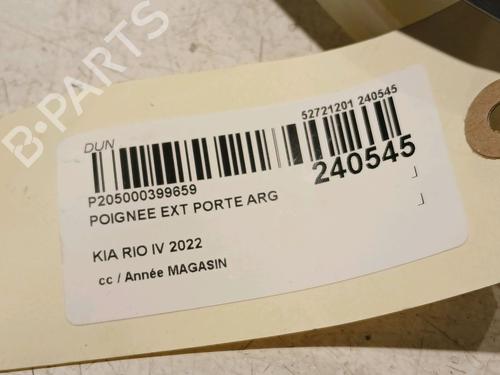 B-PARTS
DUN
52721201 240545
P205000399659
240545
POIGNEE EXT PORTE ARG
KIA RIO IV 2022
cc / Année MAGASIN